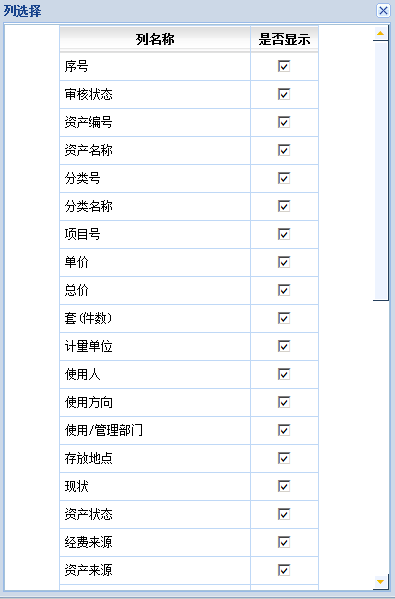 列选择
列名称 是否显示
序号
审核状态
资产编号
资产名称
分类号
分类名称
项目号
单价
总价
套(件数)
计量单位
使用人
使用方向
使用/管理部门
存放地点
现状
资产状态
经费来源
资产来源